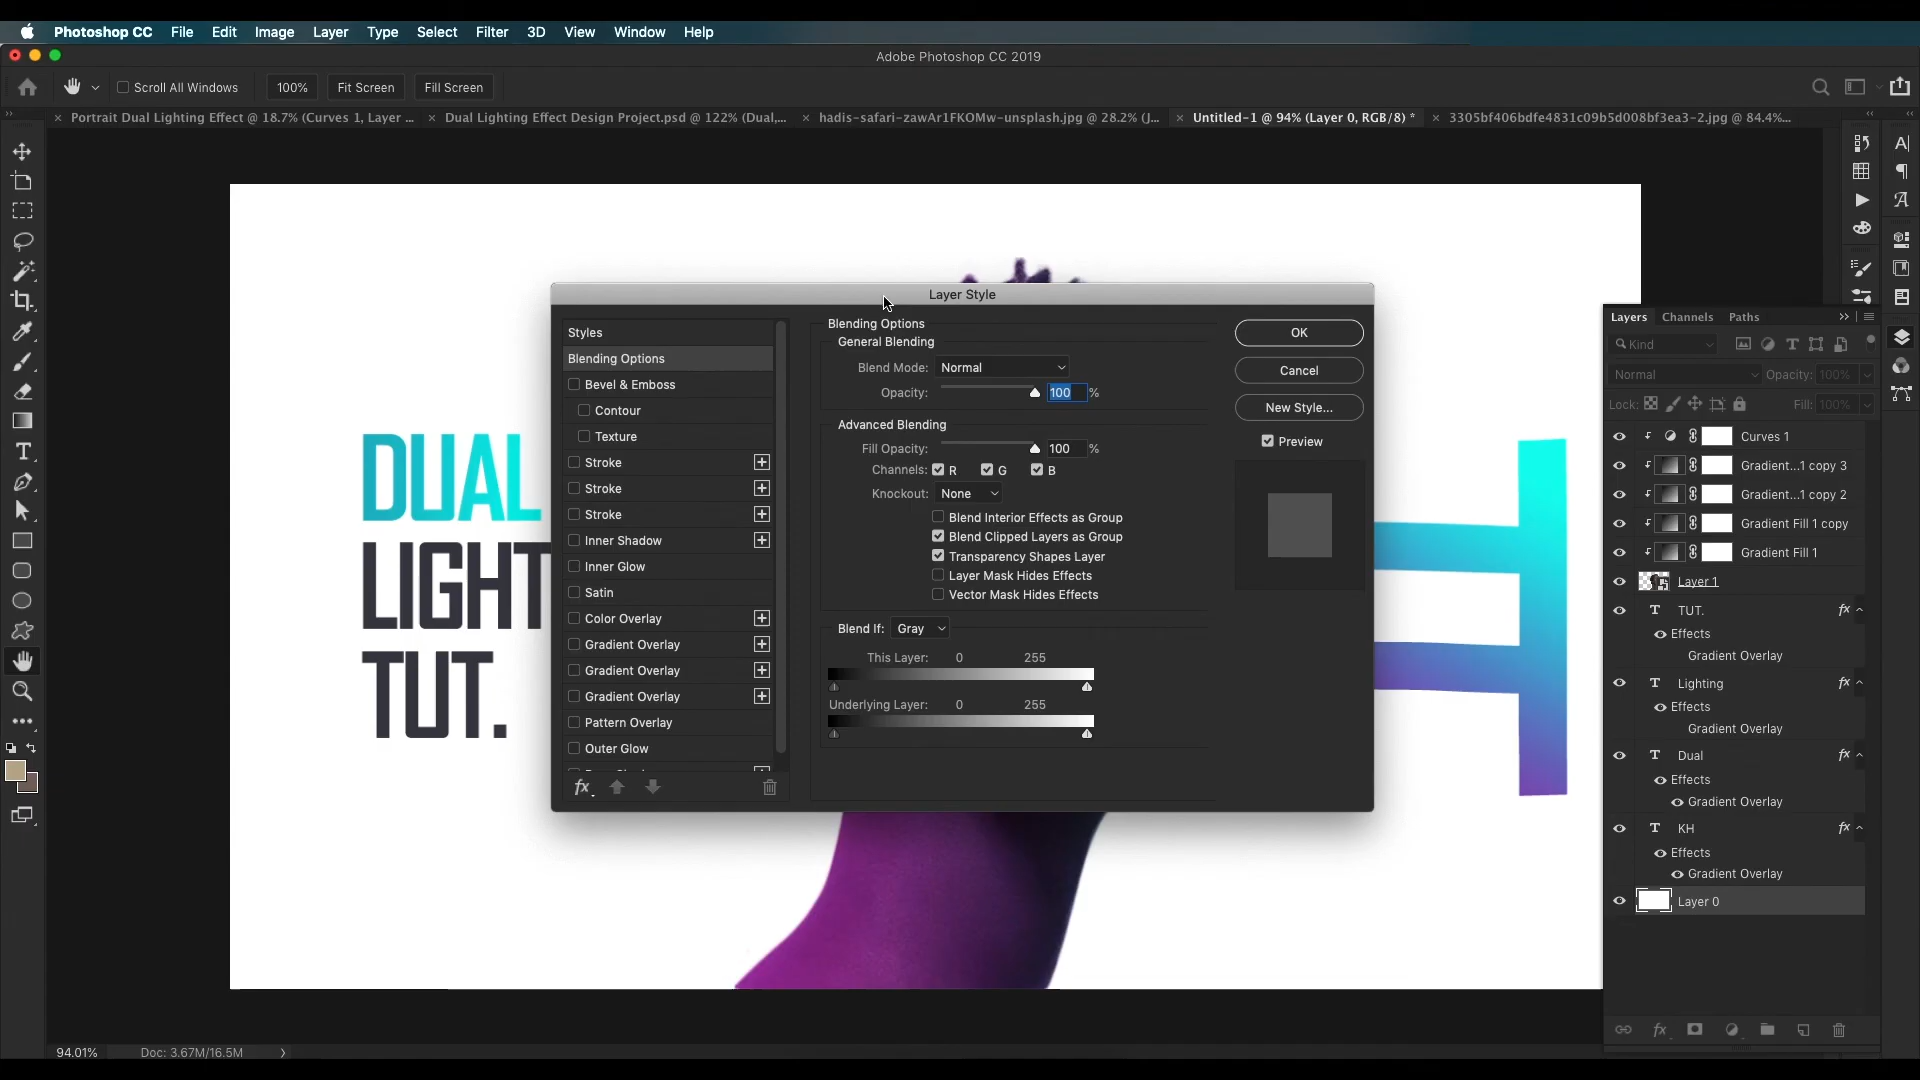 Photoshop CC File Edit Image Layer Type Select Filter 3D View Window Help
Adobe Photoshop CC 2019
Scroll All Windows 100% Fit Screen Fill Screen
Portrait Dual Lighting Effect @ 18.7% (Curves 1, Layer ... Dual Lighting Effect Design Project.psd @ 122% (Dual,... hadis-safari-zawAr1FKOMw-unsplash.jpg @ 28.2% (J... Untitled-1 @ 94% (Layer 0, RGB/8) * 3305bf406bdfe4831c09b5d008bf3ea3-2.jpg @ 84.4%...
DUAL
LIGHT
TUT.
Layer Style
Styles
Blending Options
Bevel & Emboss
Contour
Texture
Stroke
Stroke
Stroke
Inner Shadow
Inner Glow
Satin
Color Overlay
Gradient Overlay
Gradient Overlay
Gradient Overlay
Pattern Overlay
Outer Glow
fx
Blending Options
General Blending
Blend Mode: Normal
Opacity: 100 %
Advanced Blending
Fill Opacity: 100 %
Channels: R G B
Knockout: None
Blend Interior Effects as Group
Blend Clipped Layers as Group
Transparency Shapes Layer
Layer Mask Hides Effects
Vector Mask Hides Effects
Blend If: Gray
This Layer: 0 255
Underlying Layer: 0 255
OK
Cancel
New Style...
Preview
Layers Channels Paths
Kind
Normal Opacity: 100%
Lock: Fill: 100%
Curves 1
Gradient...1 copy 3
Gradient...1 copy 2
Gradient Fill 1 copy
Gradient Fill 1
Layer 1
T TUT. fx
Effects
Gradient Overlay
T Lighting fx
Effects
Gradient Overlay
T Dual fx
Effects
Gradient Overlay
T KH fx
Effects
Gradient Overlay
Layer 0
fx
94.01% Doc: 3.67M/16.5M